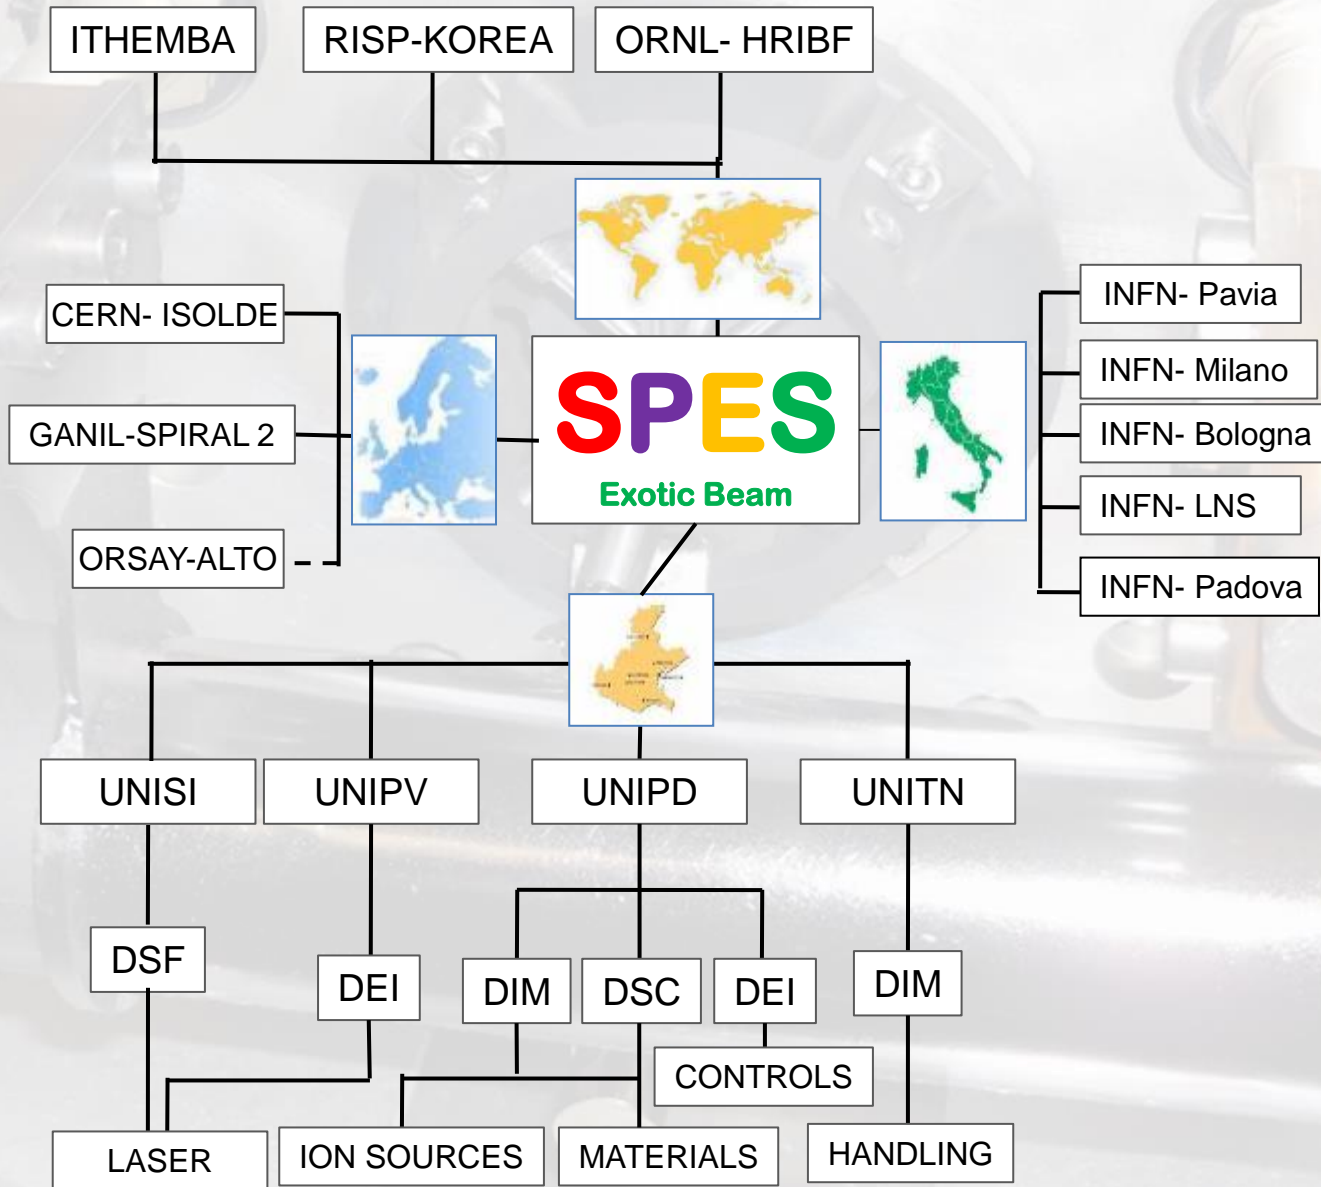 ITHEMBA
RISP-KOREA
ORNL- HRIBF
CERN- ISOLDE
GANIL-SPIRAL 2
ORSAY-ALTO
SPES
Exotic Beam
INFN- Pavia
INFN- Milano
INFN- Bologna
INFN- LNS
INFN- Padova
UNISI
UNIPV
UNIPD
UNITN
DSF
DEI
DIM
DSC
DEI
DIM
CONTROLS
LASER
ION SOURCES
MATERIALS
HANDLING